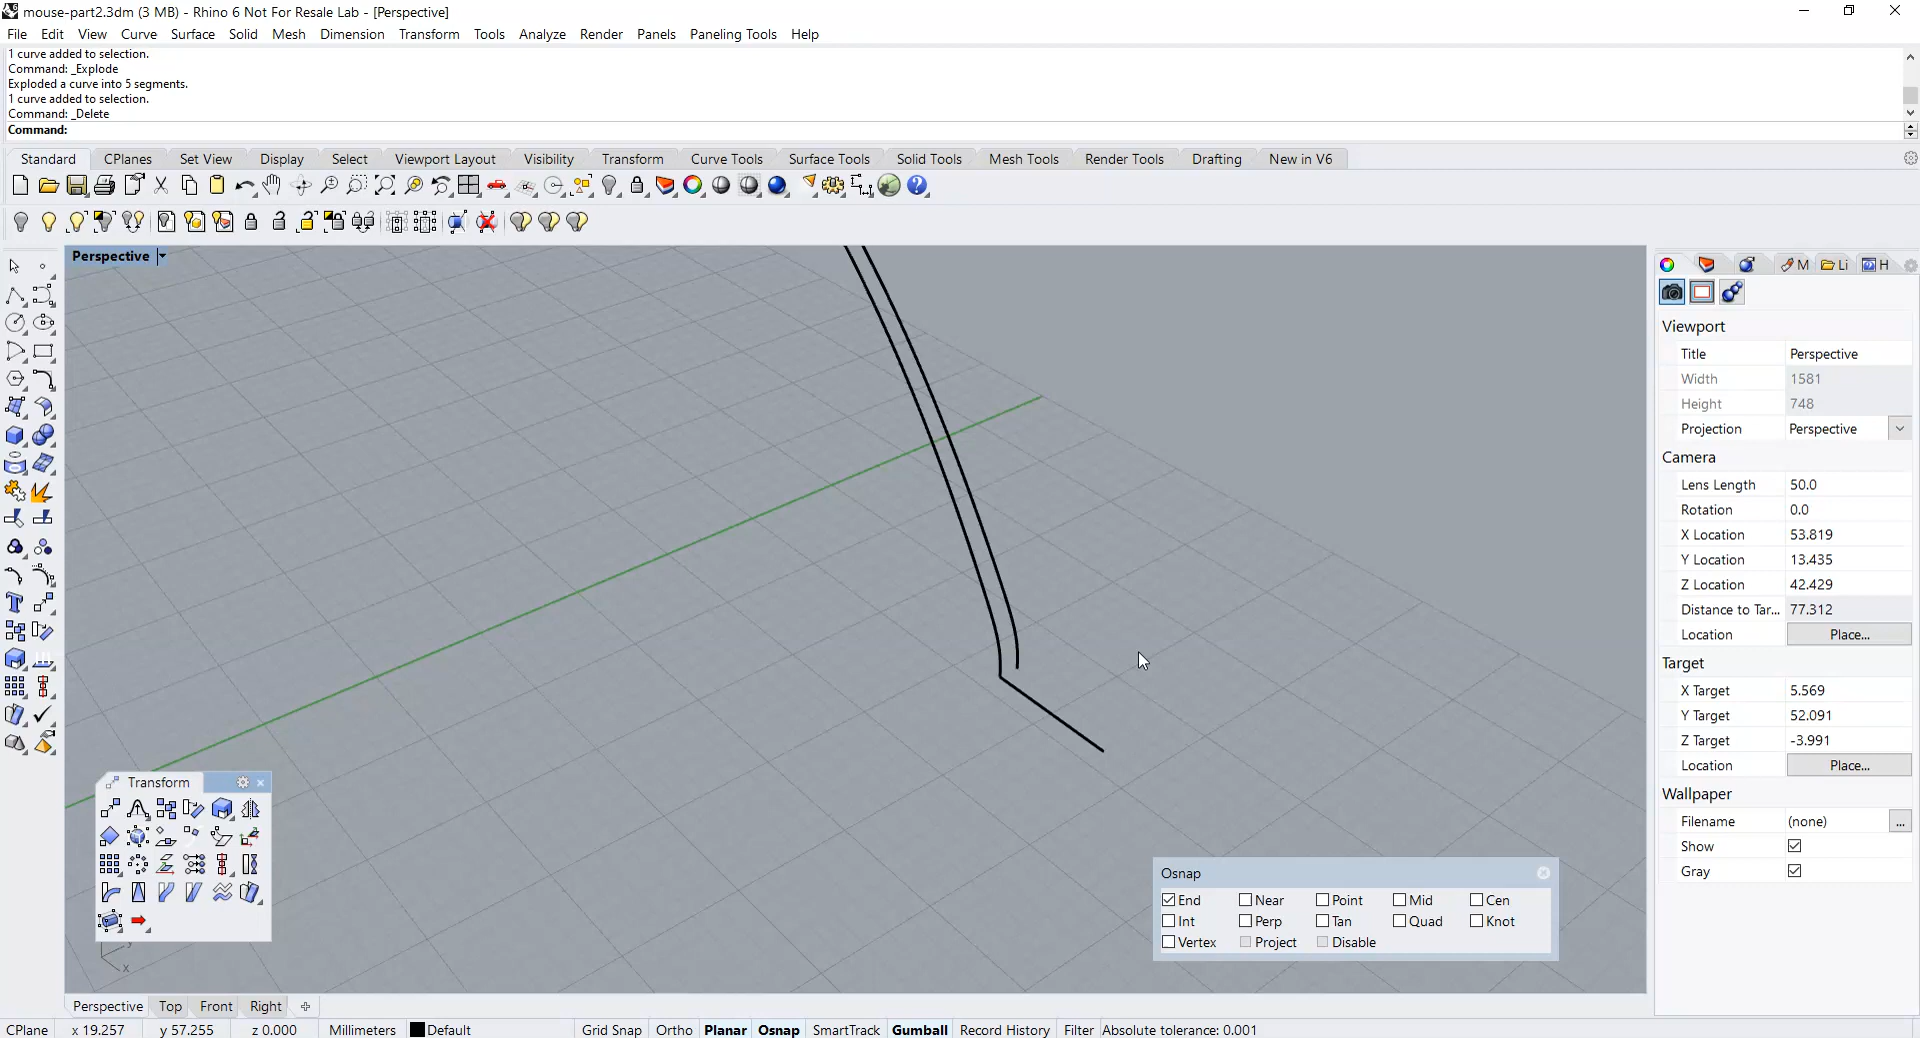 mouse-part2.3dm (3 MB) - Rhino 6 Not For Resale Lab - [Perspective]
File Edit View Curve Surface Solid Mesh Dimension Transform Tools Analyze Render Panels Paneling Tools Help
1 curve added to selection.
Command: _Explode
Exploded a curve into 5 segments.
1 curve added to selection.
Command: _Delete
Command:
Standard CPlanes Set View Display Select Viewport Layout Visibility Transform Curve Tools Surface Tools Solid Tools Mesh Tools Render Tools Drafting New in V6
Perspective
M Li H
Viewport
Title Perspective
Width 1581
Height 748
Projection Perspective
Camera
Lens Length 50.0
Rotation 0.0
X Location 53.819
Y Location 13.435
Z Location 42.429
Distance to Tar... 77.312
Location Place...
Target
X Target 5.569
Y Target 52.091
Z Target -3.991
Location Place...
Wallpaper
Filename (none) ...
Show
Gray
Transform
y
x
Osnap
End Near Point Mid Cen
Int Perp Tan Quad Knot
Vertex Project Disable
Perspective Top Front Right
CPlane x 19.257 y 57.255 z 0.000 Millimeters Default Grid Snap Ortho Planar Osnap SmartTrack Gumball Record History Filter Absolute tolerance: 0.001